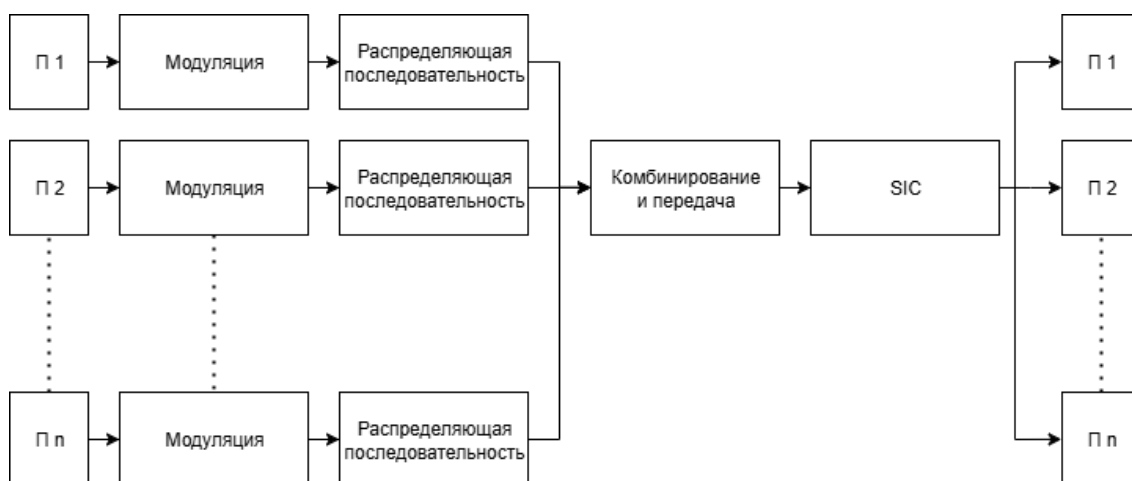 П 1
Модуляция
Распределяющая
последовательность
П 1
П 2
Модуляция
Распределяющая
последовательность
Комбинирование
и передача
SIC
П 2
П n
Модуляция
Распределяющая
последовательность
П n